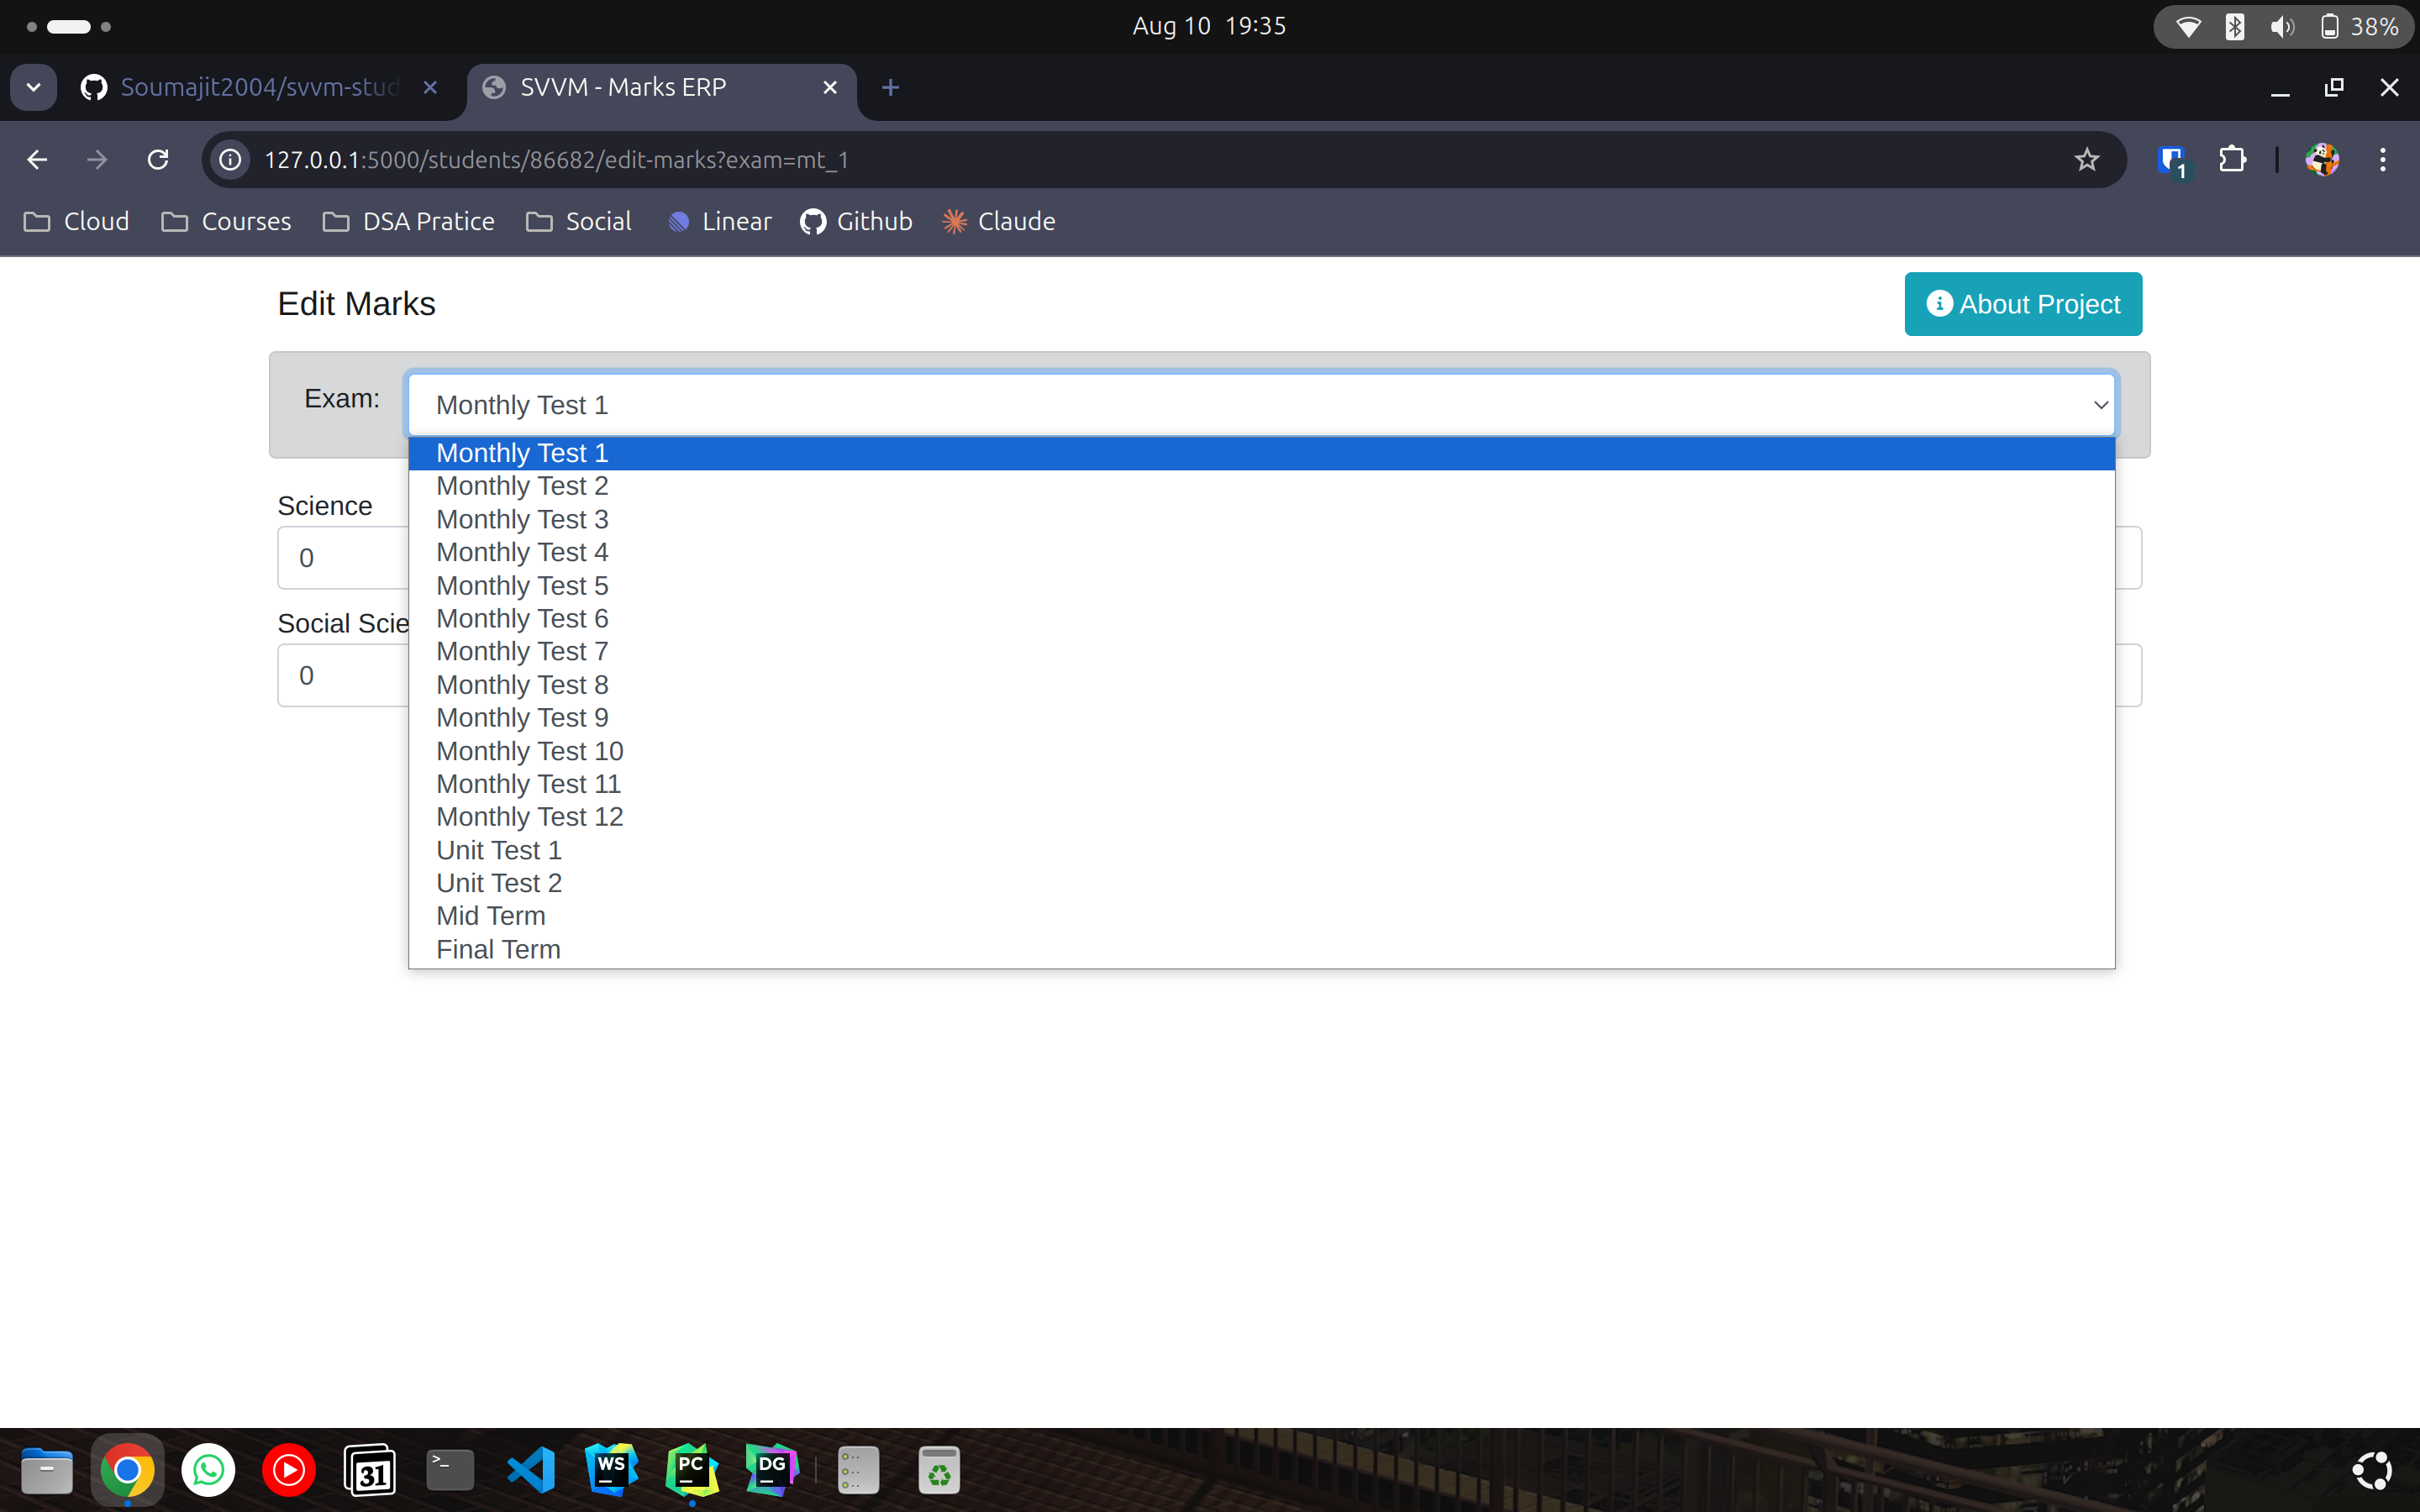 Aug 10 19:35
38%
Soumajit2004/svvm-stud
SVVM - Marks ERP
127.0.0.1:5000/students/86682/edit-marks?exam=mt_1
1
Cloud
Courses
DSA Pratice
Social
Linear
Github
Claude
Edit Marks
About Project
Exam:
Monthly Test 1
Monthly Test 1
Monthly Test 2
Monthly Test 3
Monthly Test 4
Monthly Test 5
Monthly Test 6
Monthly Test 7
Monthly Test 8
Monthly Test 9
Monthly Test 10
Monthly Test 11
Monthly Test 12
Unit Test 1
Unit Test 2
Mid Term
Final Term
Science
0
Social Scie
0
31
>_
WS
PC
DG